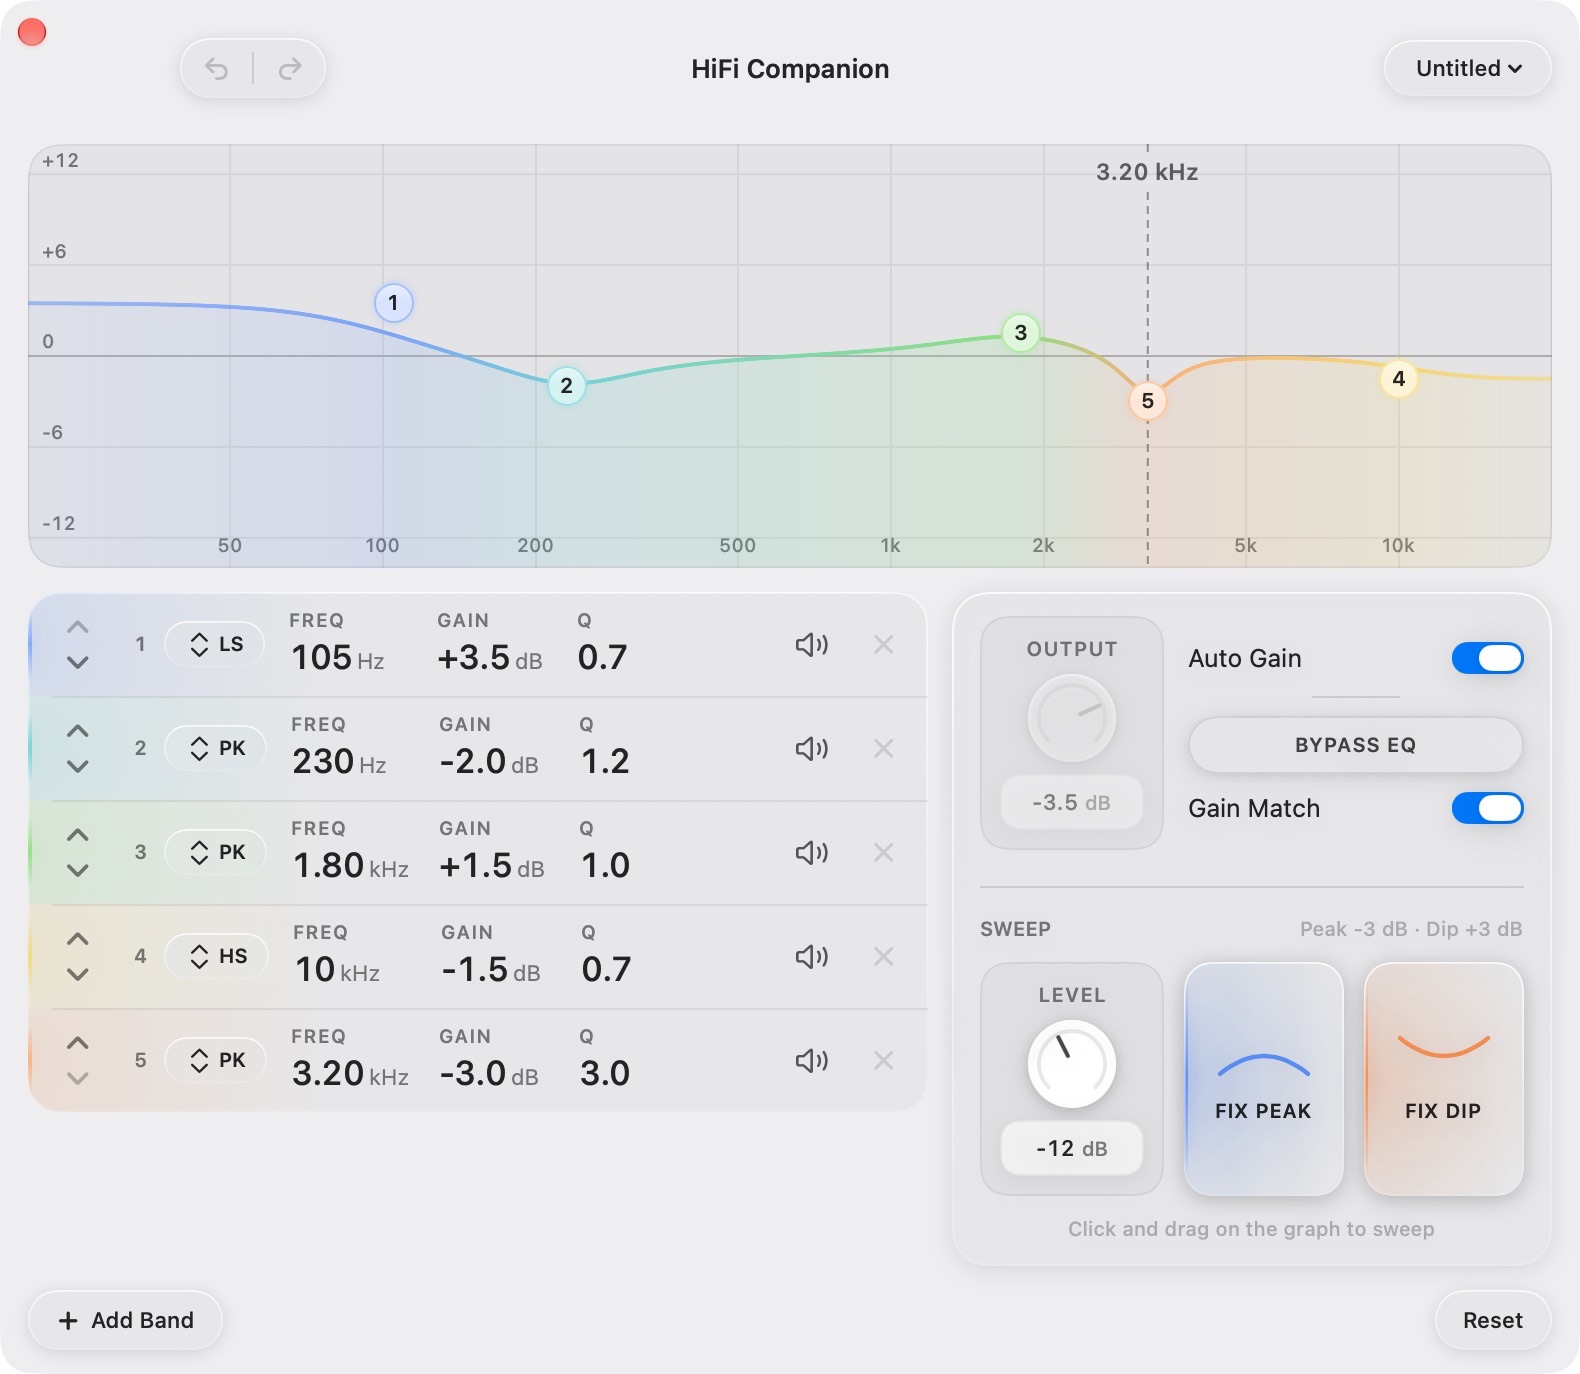 HiFi Companion
Untitled
+12
3.20 kHz
+6
1
0
3
2
4
5
-6
-12
50 100 200 500 1k 2k 5k 10k
FREQ GAIN Q
1 LS 105 Hz +3.5 dB 0.7
FREQ GAIN Q
2 PK 230 Hz -2.0 dB 1.2
FREQ GAIN Q
3 PK 1.80 kHz +1.5 dB 1.0
FREQ GAIN Q
4 HS 10 kHz -1.5 dB 0.7
FREQ GAIN Q
5 PK 3.20 kHz -3.0 dB 3.0
OUTPUT
-3.5 dB
Auto Gain
BYPASS EQ
Gain Match
SWEEP
Peak -3 dB · Dip +3 dB
LEVEL
-12 dB
FIX PEAK
FIX DIP
Click and drag on the graph to sweep
+ Add Band
Reset